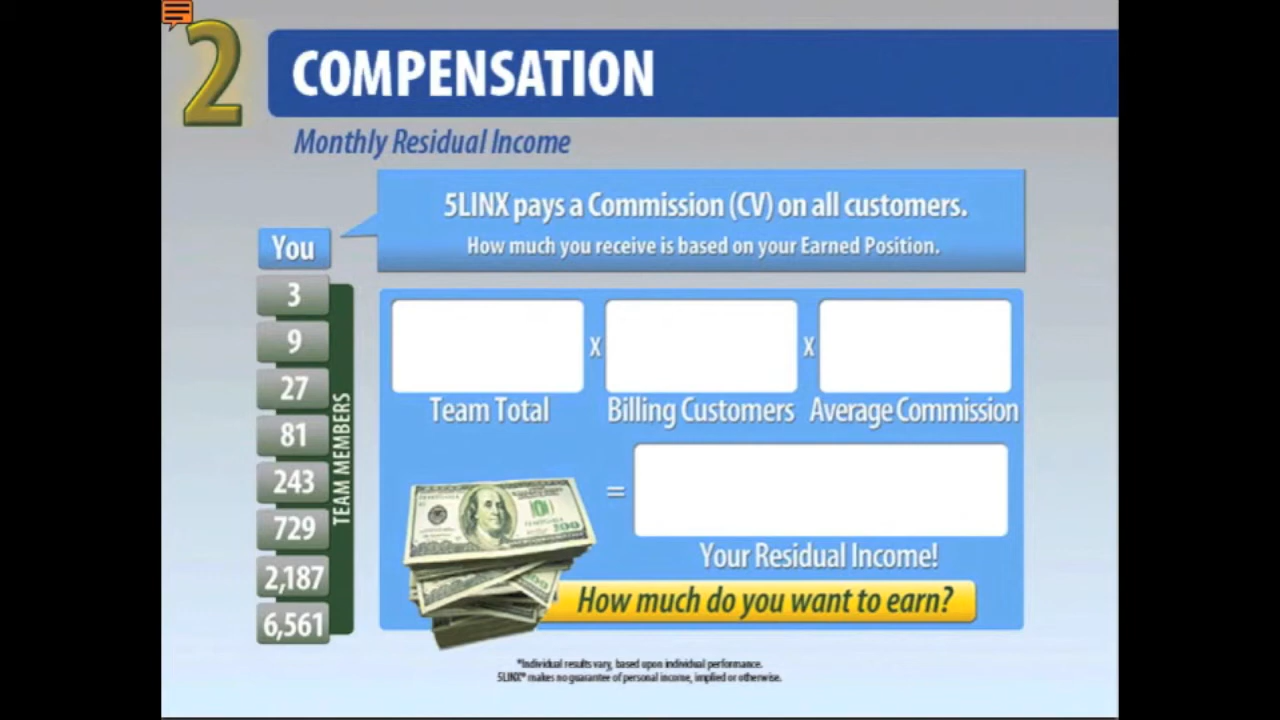 2
COMPENSATION
Monthly Residual Income
5LINX pays a Commission (CV) on all customers.
How much you receive is based on your Earned Position.
You
3
9
27
81
243
729
2,187
6,561
TEAM MEMBERS
X
X
Team Total
Billing Customers
Average Commission
=
Your Residual Income!
How much do you want to earn?
*Individual results vary, based upon individual performance.
5LINX® makes no guarantee of personal income, implied or otherwise.